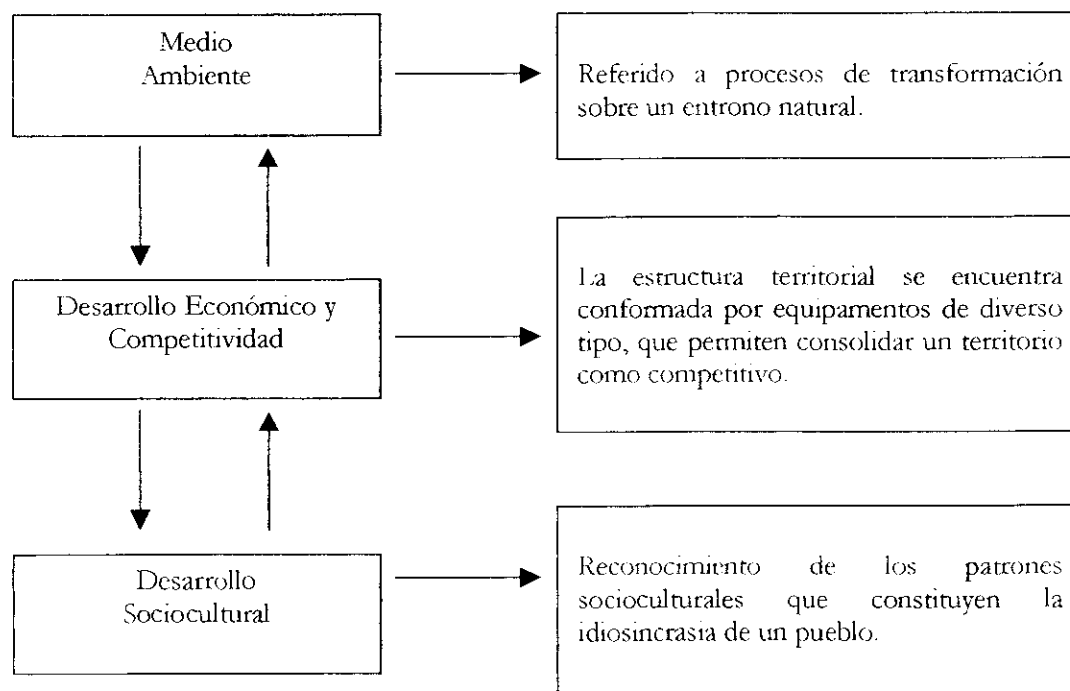 Medio
Ambiente
Referido a procesos de transformación
sobre un entrono natural.
Desarrollo Económico y
Competitividad
La estructura territorial se encuentra
conformada por equipamentos de diverso
tipo, que permiten consolidar un territorio
como competitivo.
Desarrollo
Sociocultural
Reconocimiento de los patrones
socioculturales que constituyen la
idiosincrasia de un pueblo.